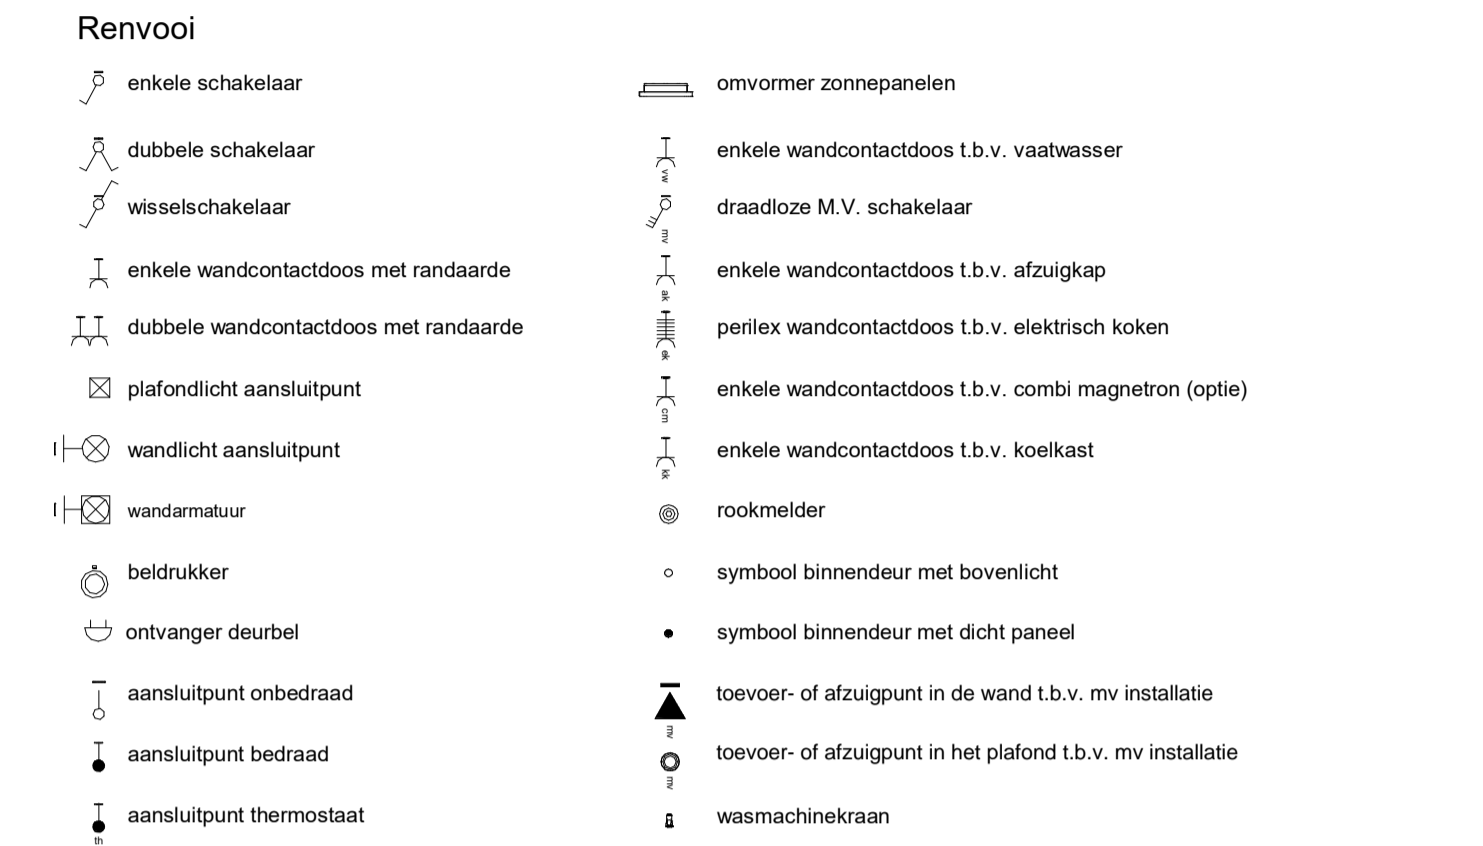 Renvooi
enkele schakelaar
dubbele schakelaar
wisselschakelaar
enkele wandcontactdoos met randaarde
dubbele wandcontactdoos met randaarde
plafondlicht aansluitpunt
wandlicht aansluitpunt
wandarmatuur
beldrukker
ontvanger deurbel
aansluitpunt onbedraad
aansluitpunt bedraad
aansluitpunt thermostaat
th
omvormer zonnepanelen
enkele wandcontactdoos t.b.v. vaatwasser
vw
draadloze M.V. schakelaar
mv
enkele wandcontactdoos t.b.v. afzuigkap
ak
perilex wandcontactdoos t.b.v. elektrisch koken
ek
enkele wandcontactdoos t.b.v. combi magnetron (optie)
cm
enkele wandcontactdoos t.b.v. koelkast
kk
rookmelder
symbool binnendeur met bovenlicht
symbool binnendeur met dicht paneel
toevoer- of afzuigpunt in de wand t.b.v. mv installatie
mv
toevoer- of afzuigpunt in het plafond t.b.v. mv installatie
mv
wasmachinekraan